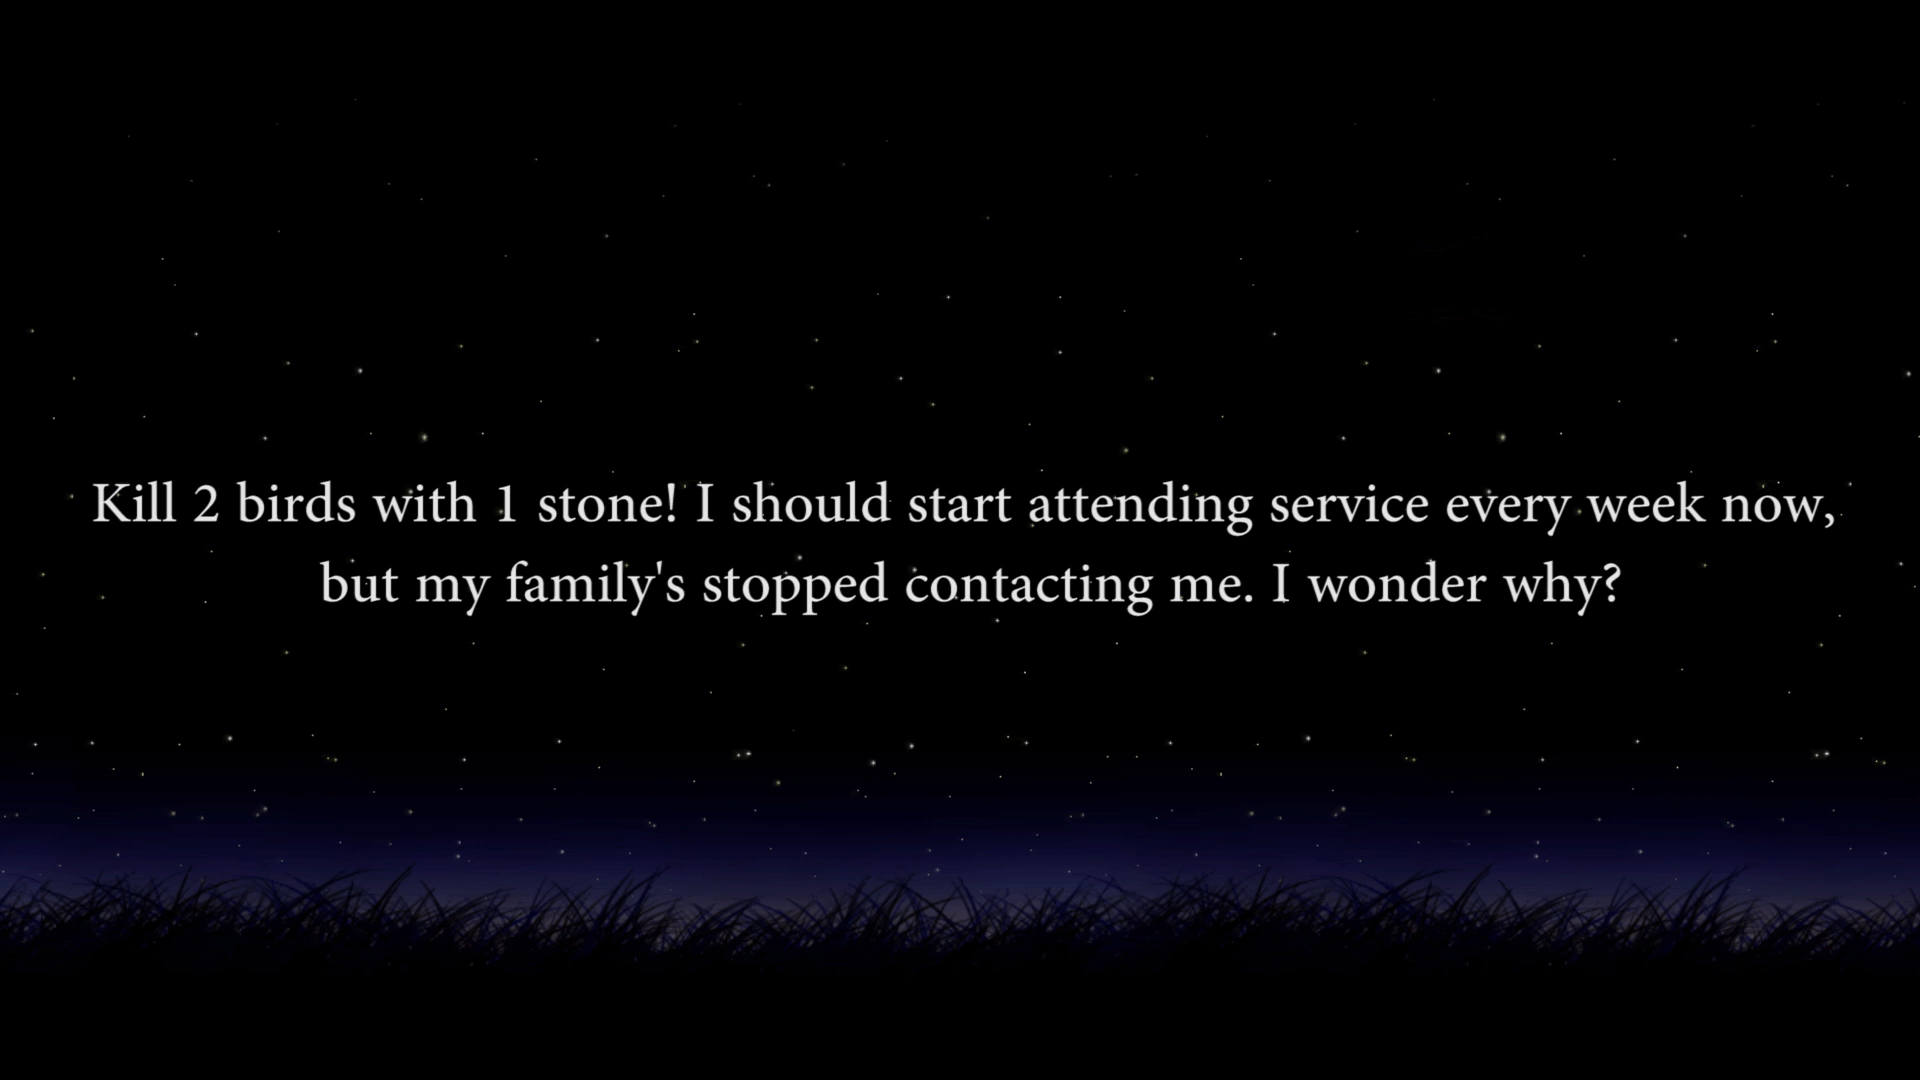 Kill 2 birds with 1 stone! I should start attending service every week now,
but my family's stopped contacting me. I wonder why?